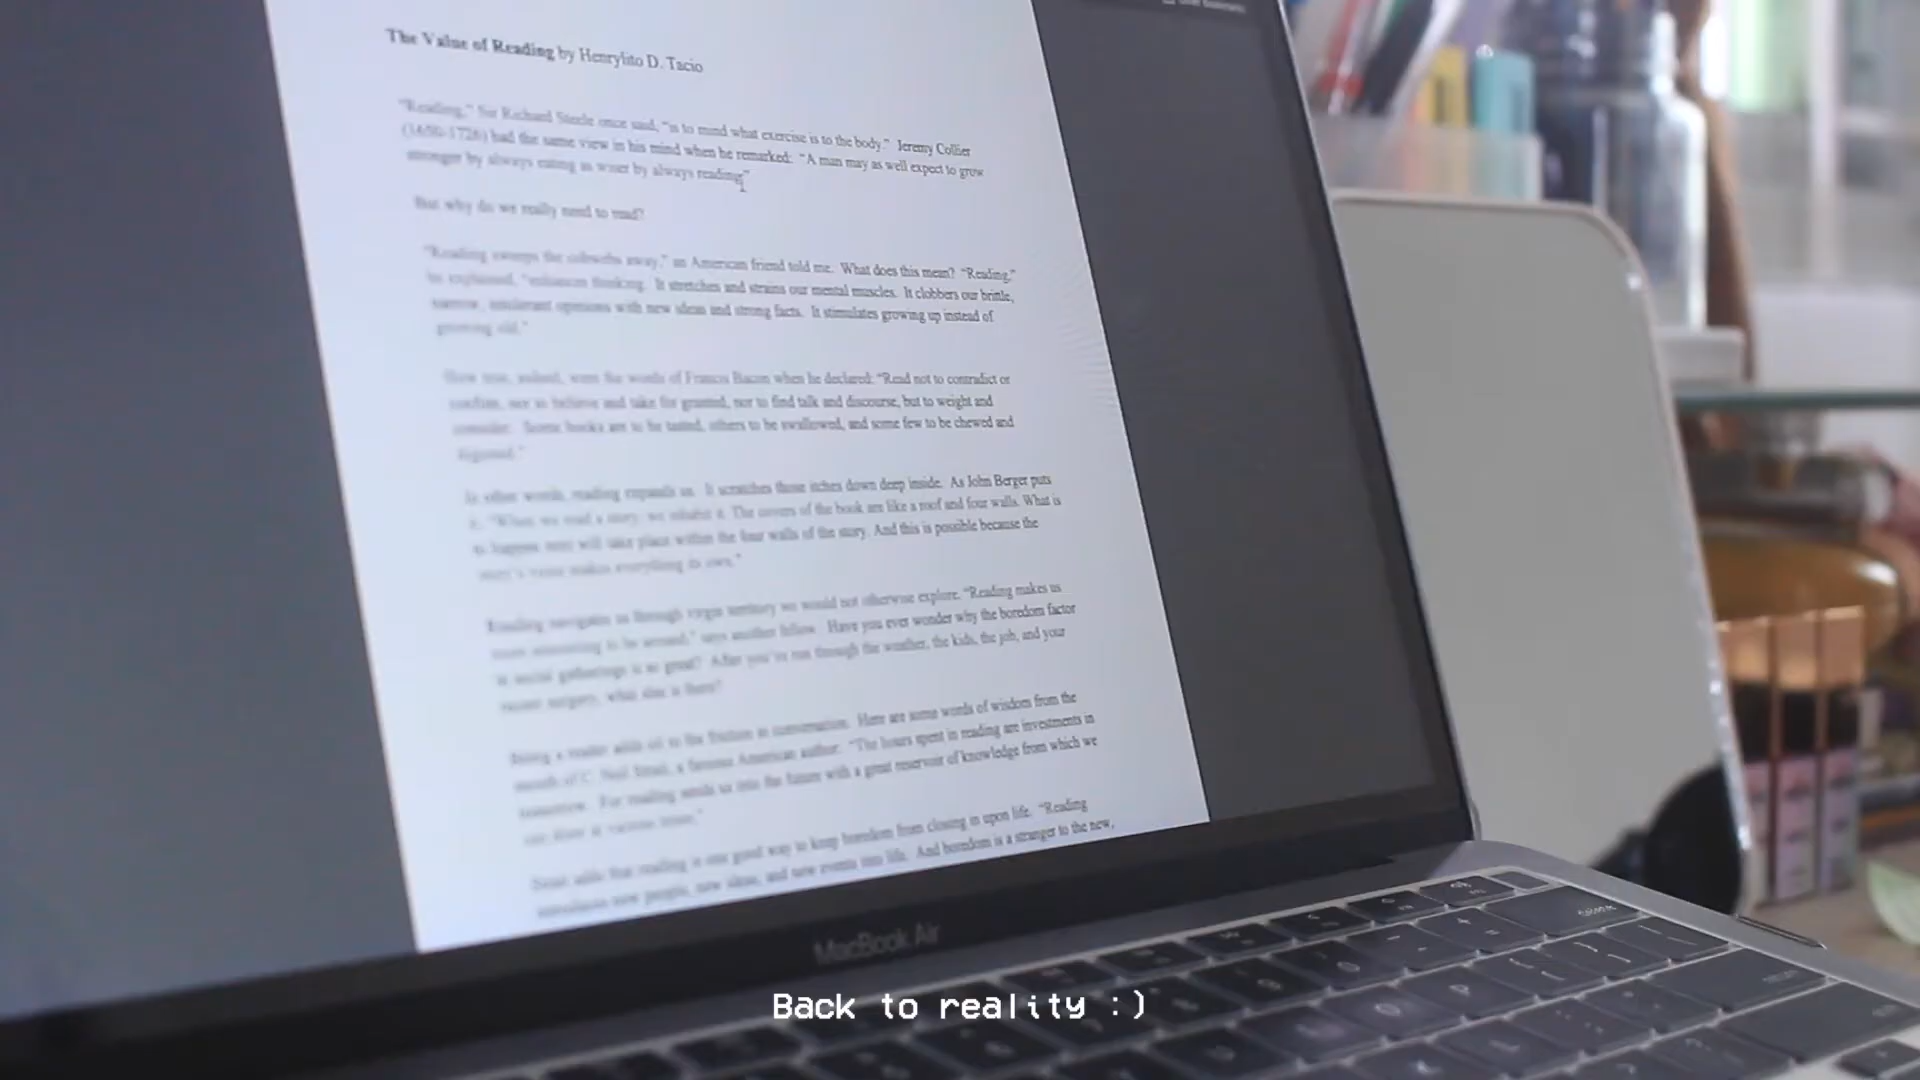 The Value of Reading by Henrylito D. Tacio
"Reading," Sir Richard Steele once said, "is to mind what exercise is to the body." Jeremy Collier
(1650-1726) had the same view in his mind when he remarked: "A man may as well expect to grow
stronger by always eating as wiser by always reading."
But why do we really need to read?
"Reading sweeps the cobwebs away," an American friend told me. What does this mean? "Reading,"
he explained, "enhances thinking. It stretches and strains our mental muscles. It clobbers our brittle,
narrow, intolerant opinions with new ideas and strong facts. It stimulates growing up instead of
growing old."
How true, indeed, were the words of Francis Bacon when he declared: "Read not to contradict or
confute, nor to believe and take for granted, nor to find talk and discourse, but to weight and
consider. Some books are to be tasted, others to be swallowed, and some few to be chewed and
digested."
In other words, reading expands us. It scratches those itches down deep inside. As John Berger puts
it, "When we read a story, we inhabit it. The covers of the book are like a roof and four walls. What is
to happen next will take place within the four walls of the story. And this is possible because the
story's voice makes everything its own."
Reading navigates us through virgin territory we would not otherwise explore. "Reading makes us
more interesting to be around," says another fellow. Have you ever wonder why the boredom factor
in social gatherings is so great? After you've run through the weather, the kids, the job, and your
recent surgery, what else is there?
Being a reader adds oil to the friction in conversation. Here are some words of wisdom from the
mouth of C. Neil Strait, a famous American author: "The hours spent in reading are investments in
tomorrow. For reading sends us into the future with a great reservoir of knowledge from which we
can draw at various times."
Strait adds that reading is one good way to keep boredom from closing in upon life. "Reading
introduces new people, new ideas, and new events into life. And boredom is a stranger to the new,
MacBook Air
delete
Back to reality :)